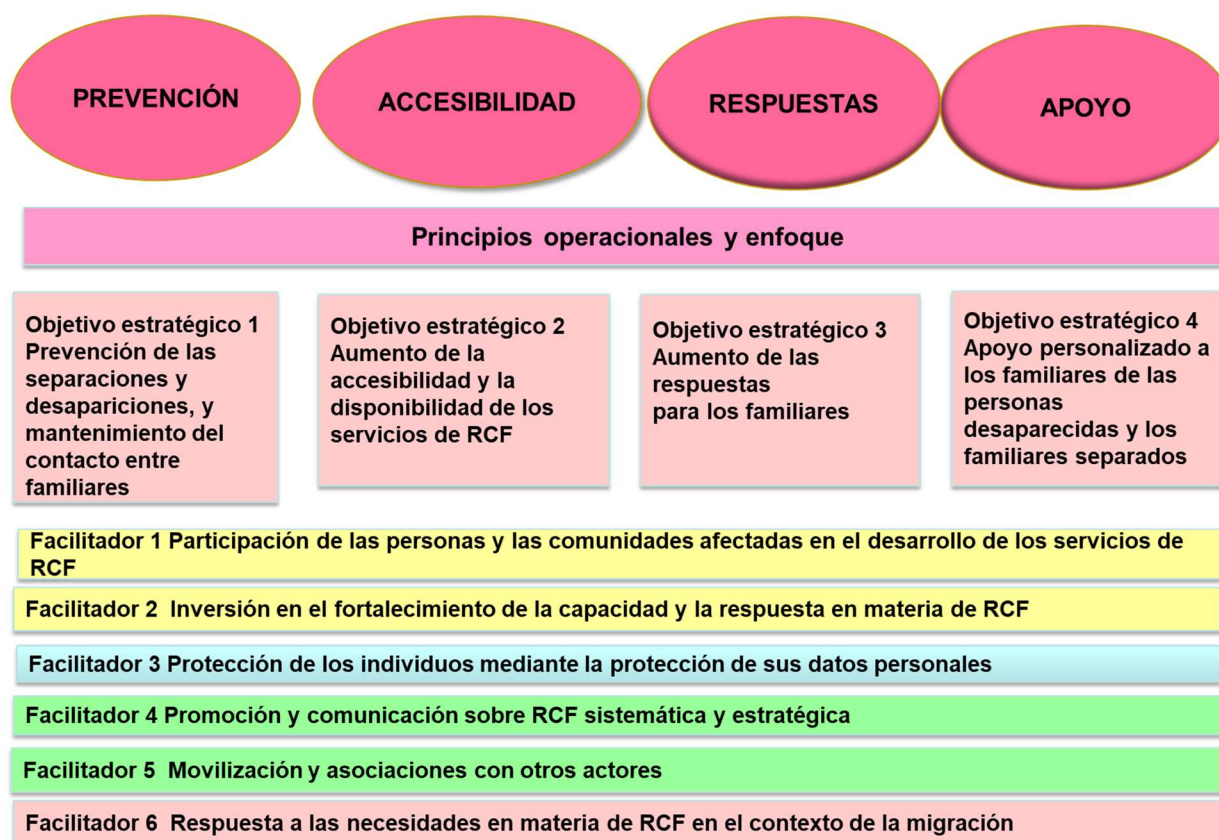 PREVENCIÓN
ACCESIBILIDAD
RESPUESTAS
APOYO
Principios operacionales y enfoque
Objetivo estratégico 1
Prevención de las
separaciones y
desapariciones, y
mantenimiento del
contacto entre
familiares
Objetivo estratégico 2
Aumento de la
accesibilidad y la
disponibilidad de los
servicios de RCF
Objetivo estratégico 3
Aumento de las
respuestas
para los familiares
Objetivo estratégico 4
Apoyo personalizado a
los familiares de las
personas
desaparecidas y los
familiares separados
Facilitador 1 Participación de las personas y las comunidades afectadas en el desarrollo de los servicios de
RCF
Facilitador 2 Inversión en el fortalecimiento de la capacidad y la respuesta en materia de RCF
Facilitador 3 Protección de los individuos mediante la protección de sus datos personales
Facilitador 4 Promoción y comunicación sobre RCF sistemática y estratégica
Facilitador 5 Movilización y asociaciones con otros actores
Facilitador 6 Respuesta a las necesidades en materia de RCF en el contexto de la migración